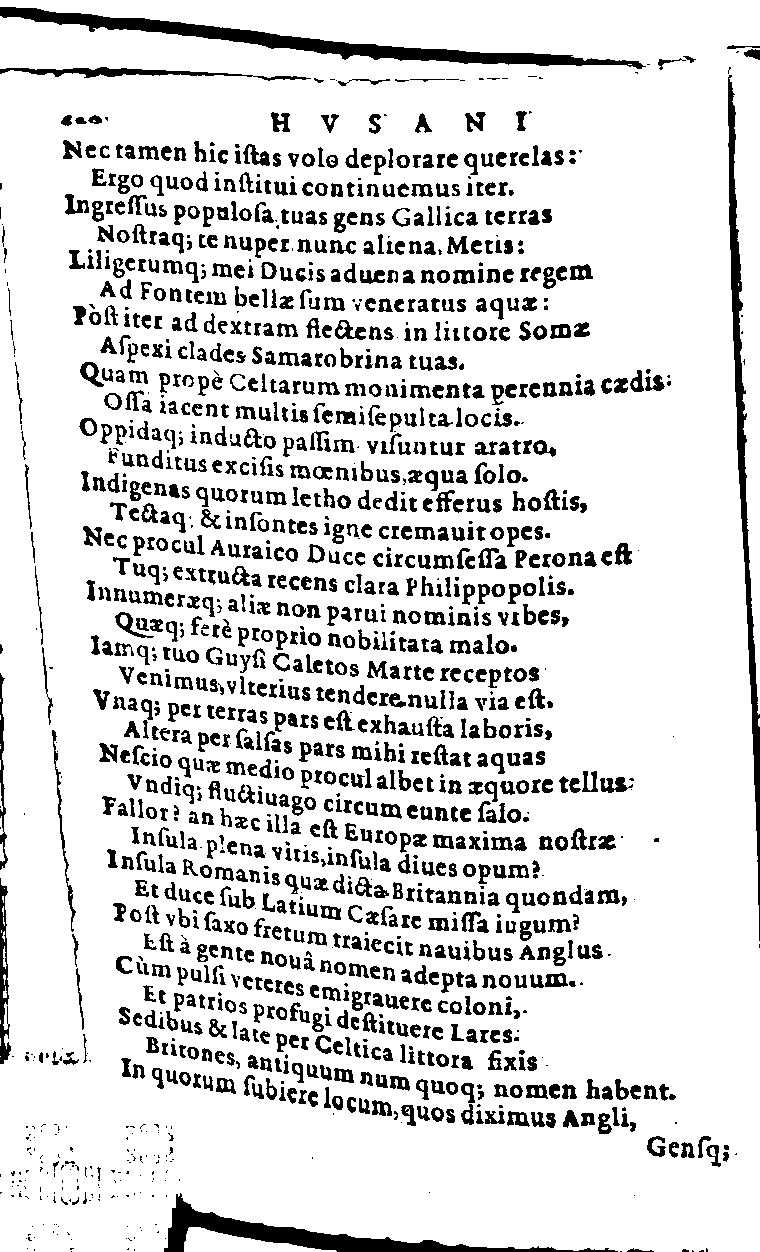 HVSANI
Nec tamen hic iſtas volo deplorare querelas:
Ergo quod inſtitui continuemus iter.
Ingreſſus populoſa tuas gens Gallica terras
Noſtraq; te nuper nunc aliena, Metis:
Liligerumq; mei Ducis aduena nomine regem
Ad Fontem bellæ ſum veneratus aquæ:
Pòſt iter ad dextram flectens in littore Somæ
Aſpexi clades Samarobrina tuas.
Quam propè Celtarum monimenta perennia cædis:
Oſſa iacent multis ſemiſepulta locis.
Oppidaq; inducto paſſim viſuntur aratro,
Funditus exciſis mœnibus, æqua ſolo.
Indigenas quorum letho dedit efferus hoſtis,
Tectaq; & inſontes igne cremauit opes.
Nec procul Auraico Duce circumſeſſa Perona eſt
Tuq; extructa recens clara Philippopolis.
Innumeræq; aliæ non parui nominis vrbes,
Quæq; ferè proprio nobilitata malo.
Iamq; tuo Guyſi Caletos Marte receptos
Venimus, vlterius tendere nulla via eſt.
Vnaq; per terras pars eſt exhauſta laboris,
Altera per ſalſas pars mihi reſtat aquas
Neſcio quæ medio procul albet in æquore tellus:
Vndiq; fluctiuago circumeunte ſalo.
Fallor? an hæc illa eſt Europæ maxima noſtræ
Inſula plena viris, inſula diues opum?
Inſula Romanis quæ dicta Britannia quondam,
Et duce ſub Latium Cæſare miſſa iugum?
Poſt vbi ſaxo fretum traiecit nauibus Anglus
Eſt à gente nouâ nomen adepta nouum.
Cùm pulſi veteres emigrauere coloni,
Et patrios profugi deſtituere Lares:
Sedibus & late per Celtica littora fixis
Britones, antiquum num quoq; nomen habent.
In quorum ſubiere locum, quos diximus Angli,
Genſq;